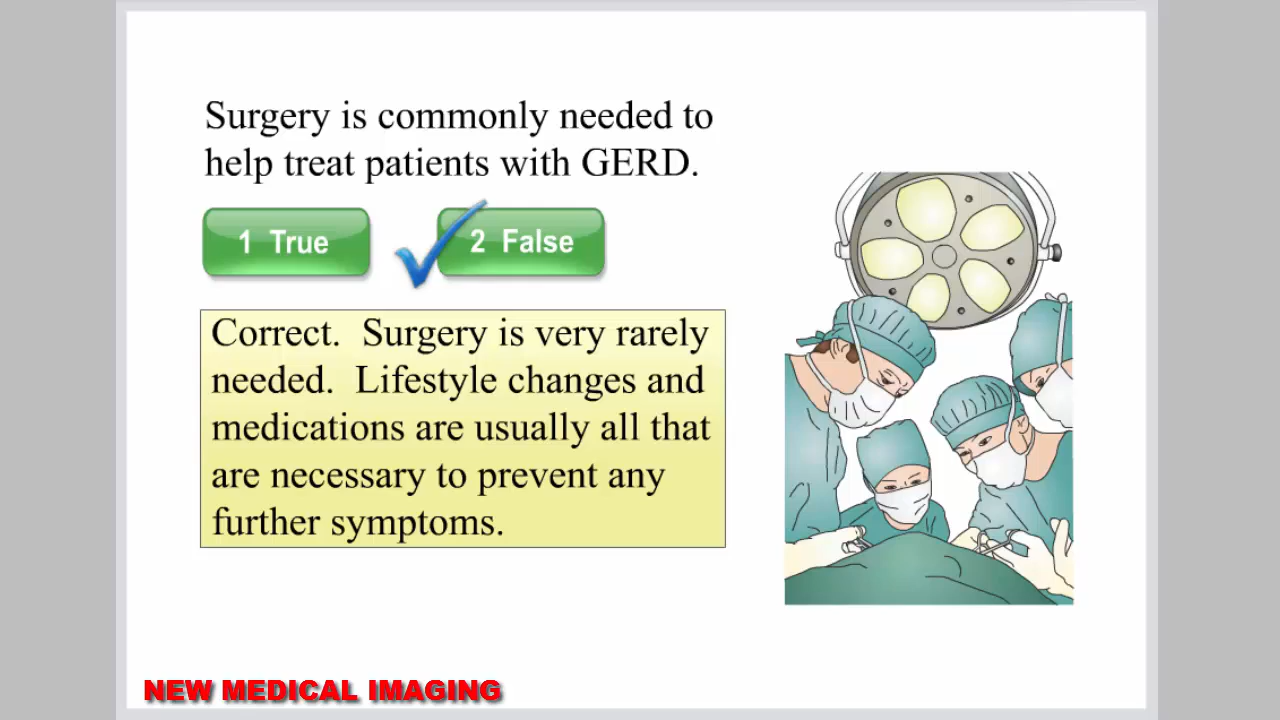 Surgery is commonly needed to
help treat patients with GERD.
1 True
2 False
Correct. Surgery is very rarely
needed. Lifestyle changes and
medications are usually all that
are necessary to prevent any
further symptoms.
NEW MEDICAL IMAGING